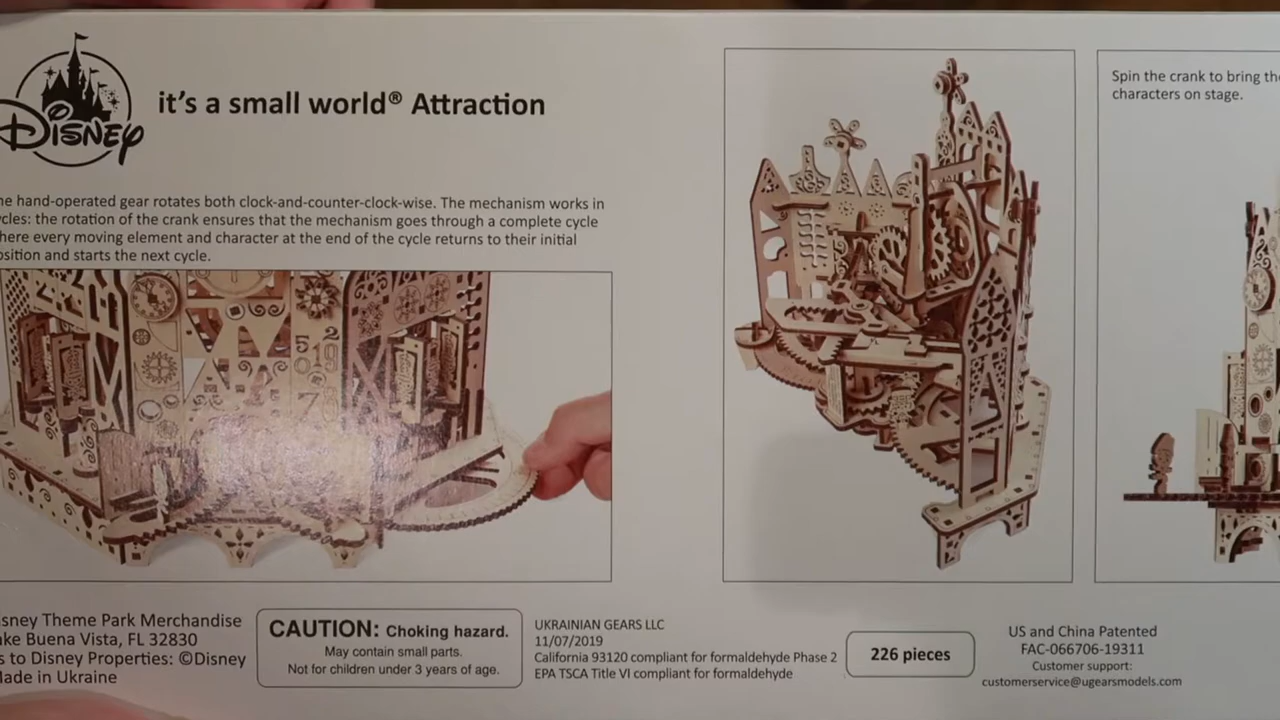 Disney
it's a small world® Attraction
he hand-operated gear rotates both clock-and-counter-clock-wise. The mechanism works in
ycles: the rotation of the crank ensures that the mechanism goes through a complete cycle
here every moving element and character at the end of the cycle returns to their initial
osition and starts the next cycle.
Spin the crank to bring the
characters on stage.
isney Theme Park Merchandise
ake Buena Vista, FL 32830
s to Disney Properties: ©Disney
Made in Ukraine
CAUTION: Choking hazard.
May contain small parts.
Not for children under 3 years of age.
UKRAINIAN GEARS LLC
11/07/2019
California 93120 compliant for formaldehyde Phase 2
EPA TSCA Title VI compliant for formaldehyde
226 pieces
US and China Patented
FAC-066706-19311
Customer support:
customerservice@ugearsmodels.com